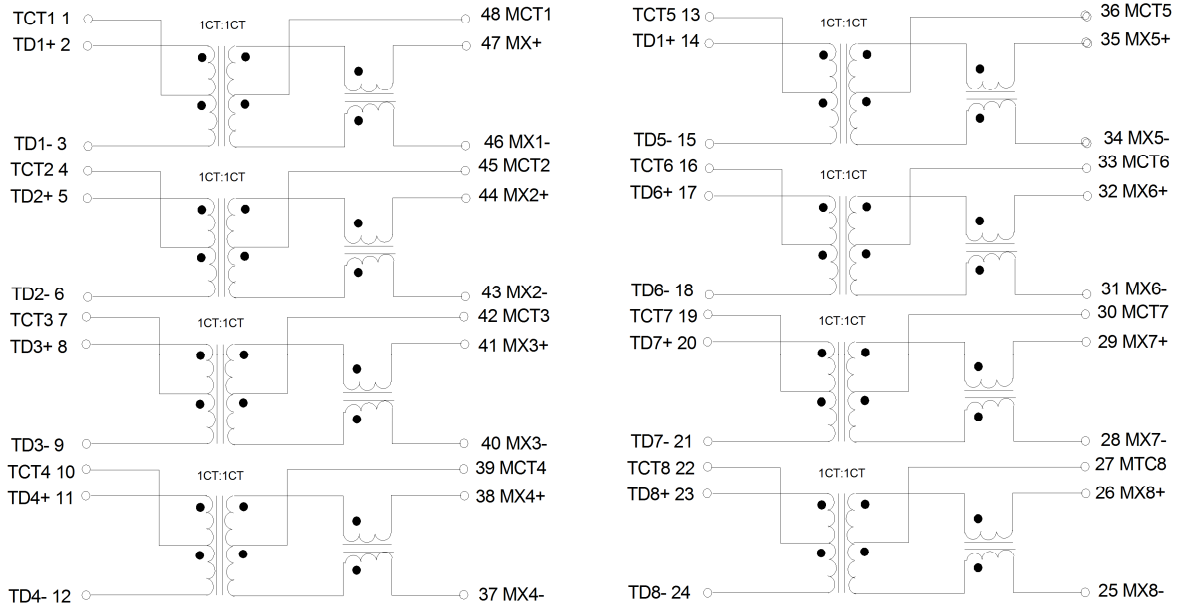 TCT1 1
1CT:1CT
48 MCT1
TD1+ 2
47 MX+
TD1- 3
46 MX1-
TCT2 4
1CT:1CT
45 MCT2
TD2+ 5
44 MX2+
TD2- 6
43 MX2-
TCT3 7
1CT:1CT
42 MCT3
TD3+ 8
41 MX3+
TD3- 9
40 MX3-
TCT4 10
1CT:1CT
39 MCT4
TD4+ 11
38 MX4+
TD4- 12
37 MX4-
TCT5 13
1CT:1CT
36 MCT5
TD1+ 14
35 MX5+
TD5- 15
34 MX5-
TCT6 16
1CT:1CT
33 MCT6
TD6+ 17
32 MX6+
TD6- 18
31 MX6-
TCT7 19
1CT:1CT
30 MCT7
TD7+ 20
29 MX7+
TD7- 21
28 MX7-
TCT8 22
1CT:1CT
27 MTC8
TD8+ 23
26 MX8+
TD8- 24
25 MX8-